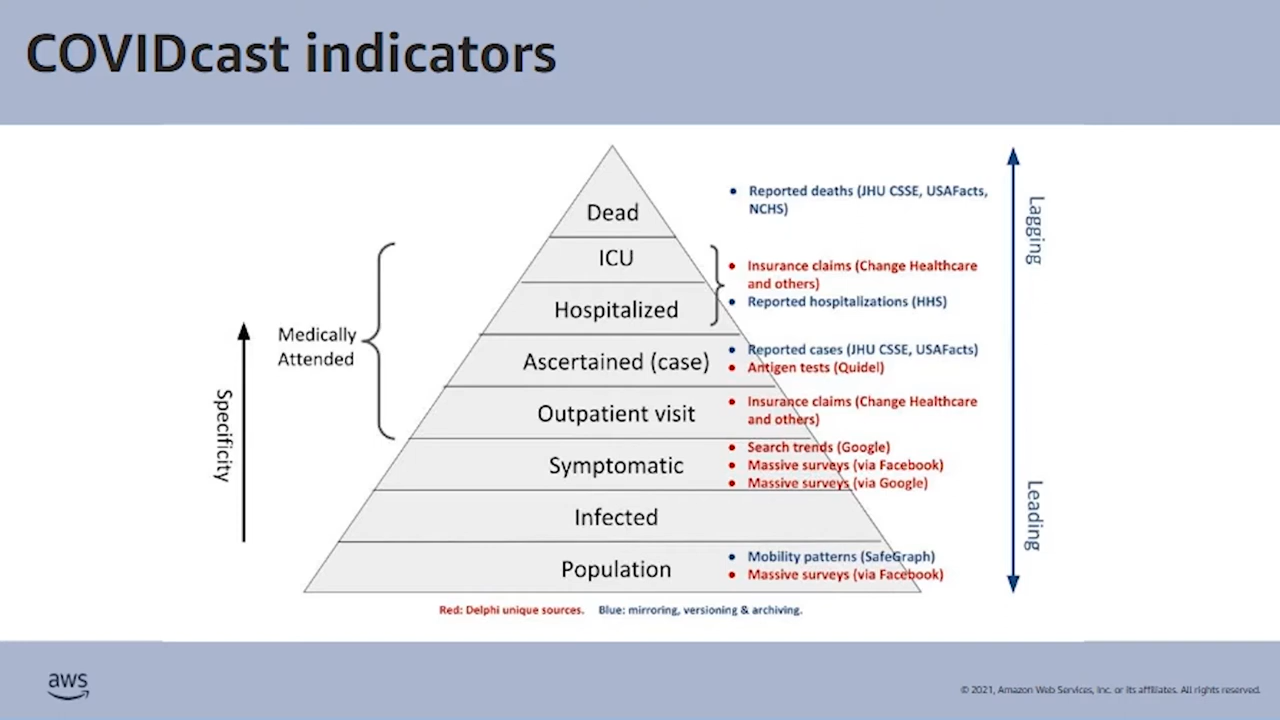 COVIDcast indicators
Dead
Reported deaths (JHU CSSE, USAFacts,
NCHS)
ICU
Insurance claims (Change Healthcare
and others)
Hospitalized
Reported hospitalizations (HHS)
Medically
Attended
Ascertained (case)
Reported cases (JHU CSSE, USAFacts)
Antigen tests (Quidel)
Outpatient visit
Insurance claims (Change Healthcare
and others)
Symptomatic
Search trends (Google)
Massive surveys (via Facebook)
Massive surveys (via Google)
Infected
Population
Mobility patterns (SafeGraph)
Massive surveys (via Facebook)
Specificity
Lagging
Leading
Red: Delphi unique sources. Blue: mirroring, versioning & archiving.
aws
© 2021, Amazon Web Services, Inc. or its affiliates. All rights reserved.